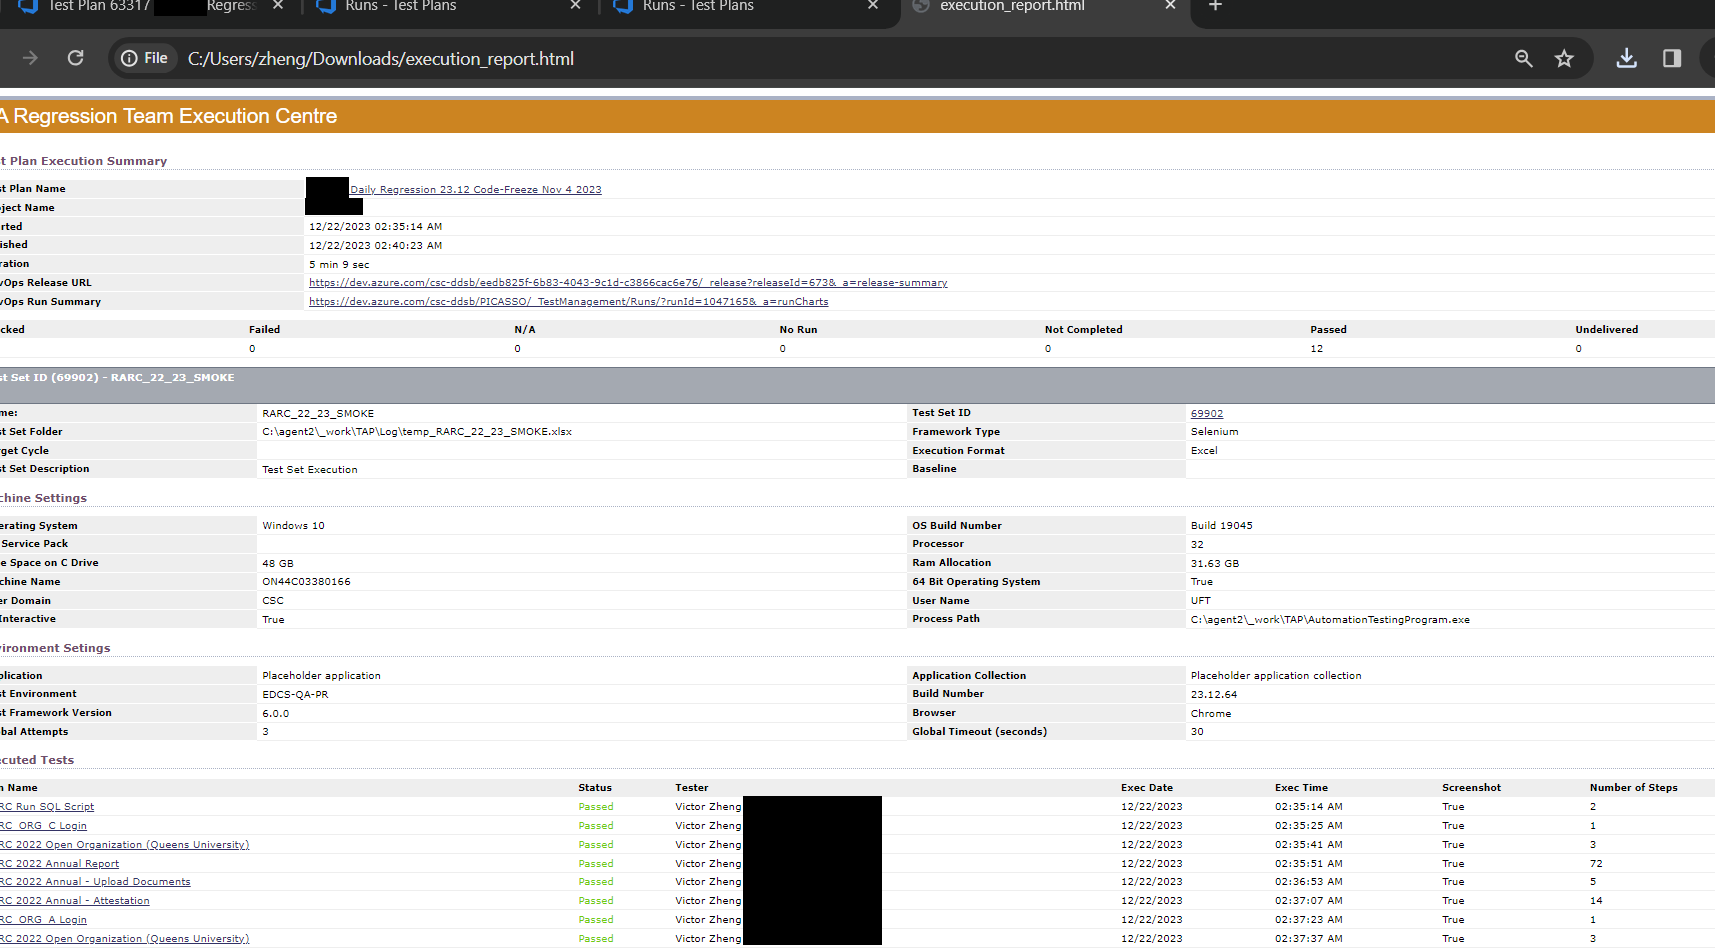 Test Plan 63317 Regress
Runs - Test Plans
Runs - Test Plans
execution_report.html
File C:/Users/zheng/Downloads/execution_report.html
A Regression Team Execution Centre
st Plan Execution Summary
st Plan Name Daily Regression 23.12 Code-Freeze Nov 4 2023
ject Name
rted 12/22/2023 02:35:14 AM
ished 12/22/2023 02:40:23 AM
ration 5 min 9 sec
vOps Release URL https://dev.azure.com/csc-ddsb/eedb825f-6b83-4043-9c1d-c3866cac6e76/_release?releaseId=673&_a=release-summary
vOps Run Summary https://dev.azure.com/csc-ddsb/PICASSO/_TestManagement/Runs/?runId=1047165&_a=runCharts
cked Failed N/A No Run Not Completed Passed Undelivered
0 0 0 0 12 0
st Set ID (69902) - RARC_22_23_SMOKE
me: RARC_22_23_SMOKE Test Set ID 69902
st Set Folder C:\agent2\_work\TAP\Log\temp_RARC_22_23_SMOKE.xlsx Framework Type Selenium
rget Cycle Execution Format Excel
st Set Description Test Set Execution Baseline
chine Settings
erating System Windows 10 OS Build Number Build 19045
Service Pack Processor 32
e Space on C Drive 48 GB Ram Allocation 31.63 GB
chine Name ON44C03380166 64 Bit Operating System True
er Domain CSC User Name UFT
Interactive True Process Path C:\agent2\_work\TAP\AutomationTestingProgram.exe
vironment Setings
plication Placeholder application Application Collection Placeholder application collection
st Environment EDCS-QA-PR Build Number 23.12.64
st Framework Version 6.0.0 Browser Chrome
bal Attempts 3 Global Timeout (seconds) 30
cuted Tests
n Name Status Tester Exec Date Exec Time Screenshot Number of Steps
RC Run SQL Script Passed Victor Zheng 12/22/2023 02:35:14 AM True 2
RC_ORG_C Login Passed Victor Zheng 12/22/2023 02:35:25 AM True 1
RC 2022 Open Organization (Queens University) Passed Victor Zheng 12/22/2023 02:35:41 AM True 3
RC 2022 Annual Report Passed Victor Zheng 12/22/2023 02:35:51 AM True 72
RC 2022 Annual - Upload Documents Passed Victor Zheng 12/22/2023 02:36:53 AM True 5
RC 2022 Annual - Attestation Passed Victor Zheng 12/22/2023 02:37:07 AM True 14
RC_ORG_A Login Passed Victor Zheng 12/22/2023 02:37:23 AM True 1
RC 2022 Open Organization (Queens University) Passed Victor Zheng 12/22/2023 02:37:37 AM True 3